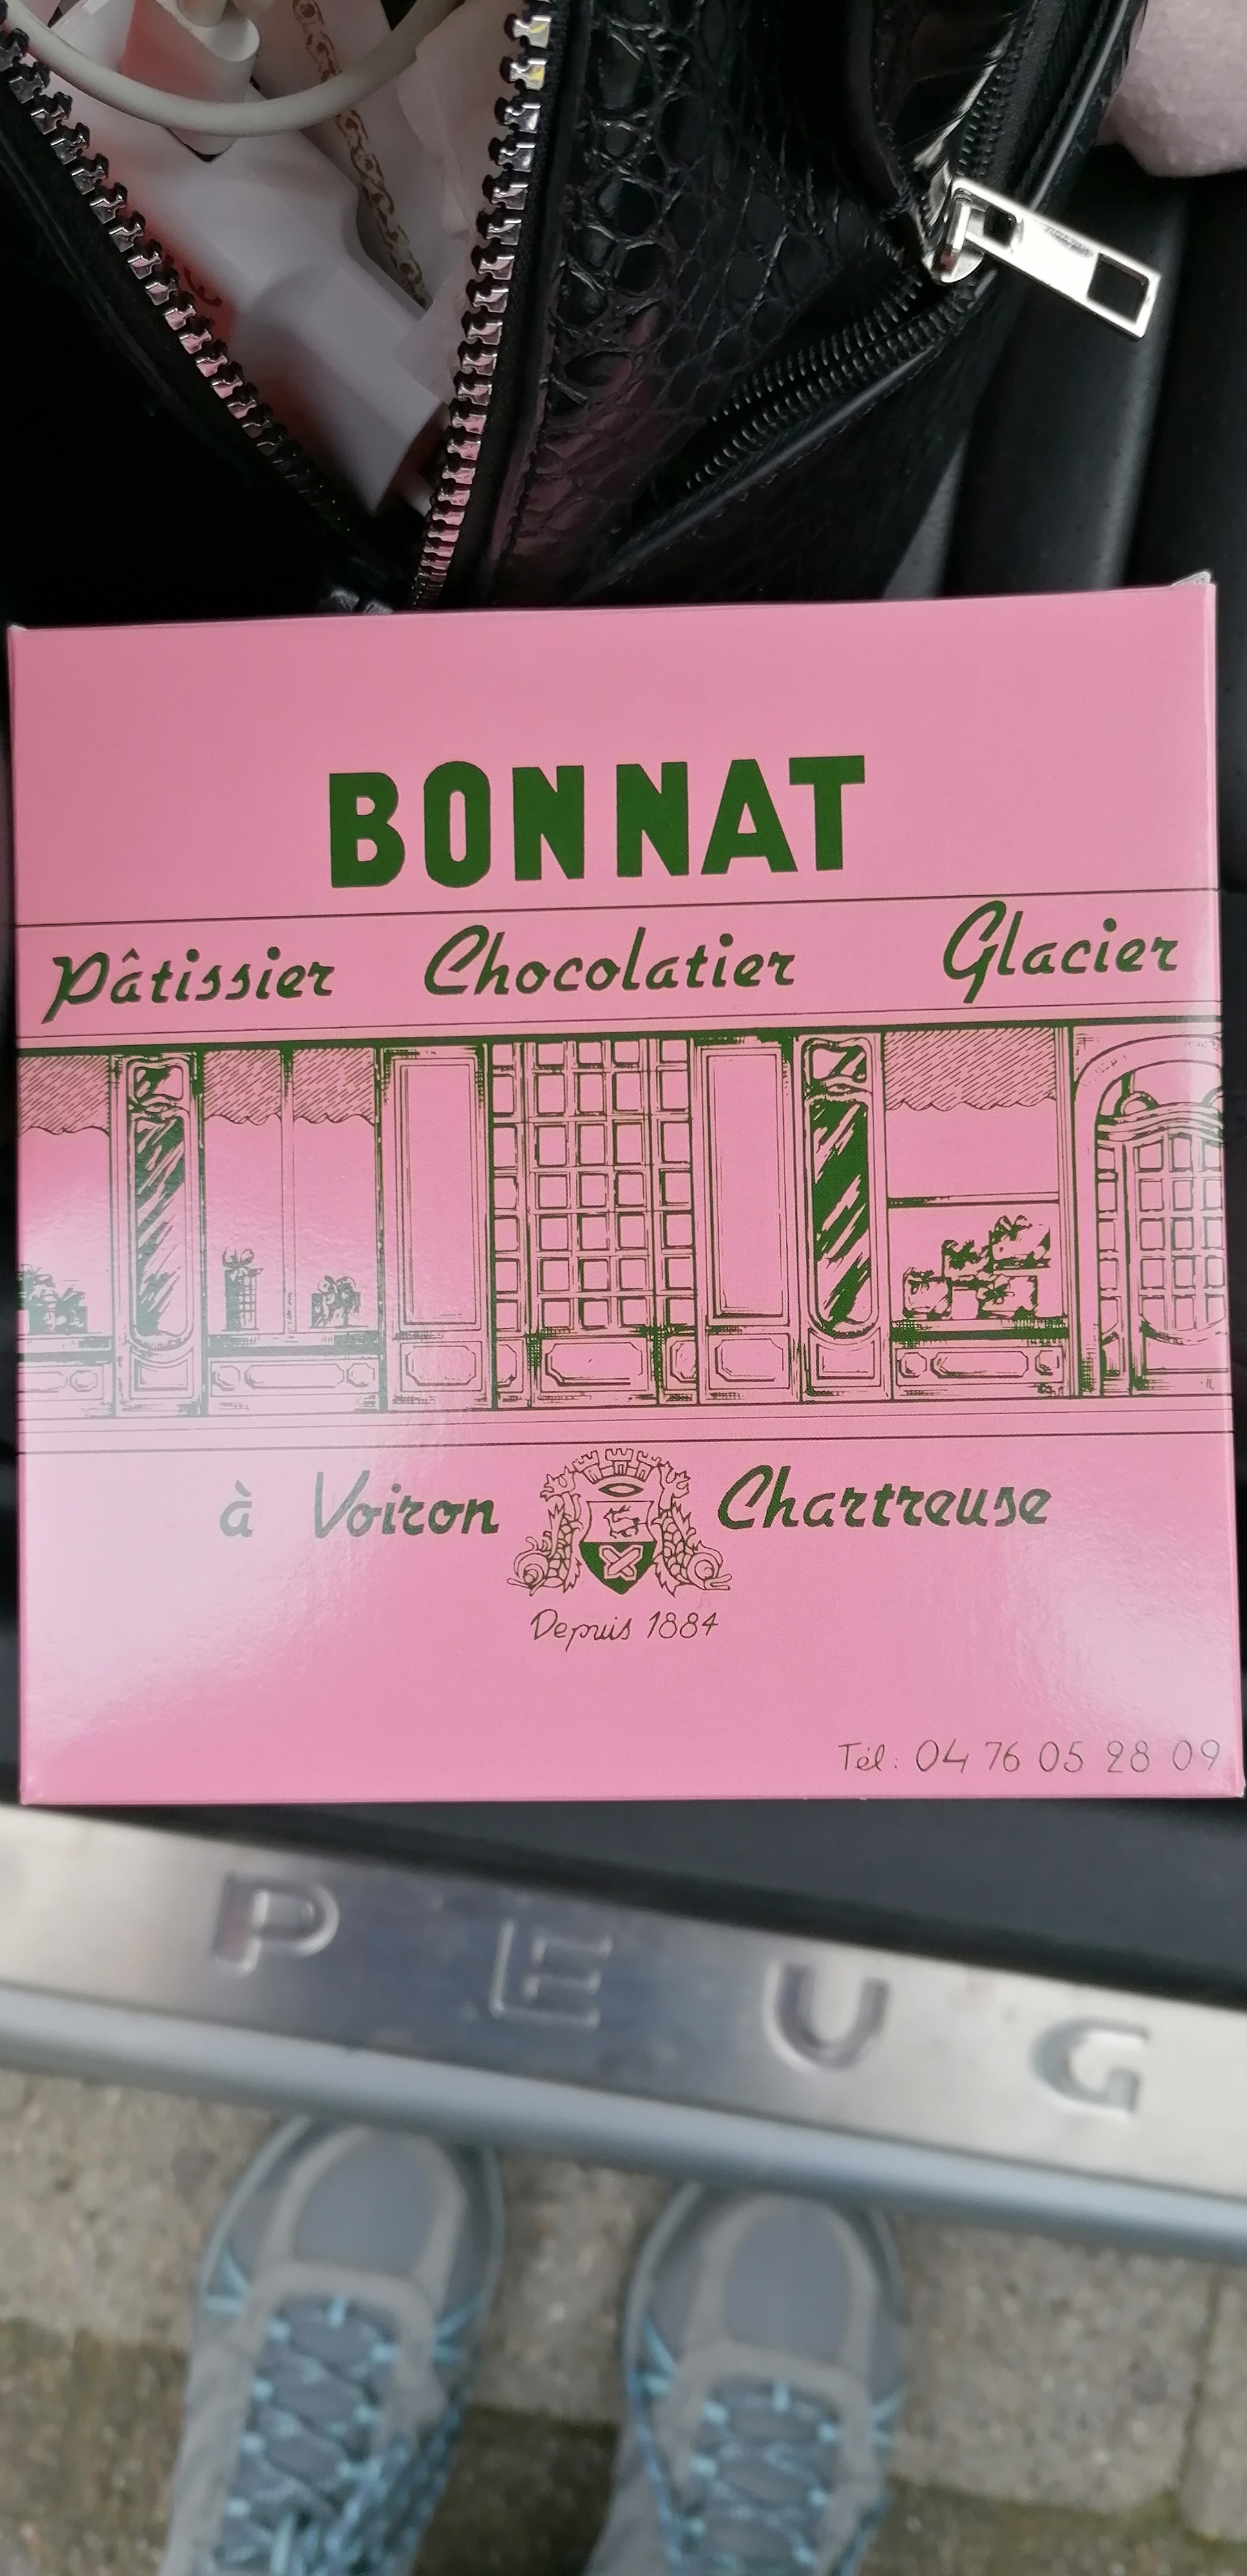 BONNAT
Pâtissier Chocolatier Glacier
à Voiron Chartreuse
Depuis 1884
Tél: 04 76 05 28 09
PEUG